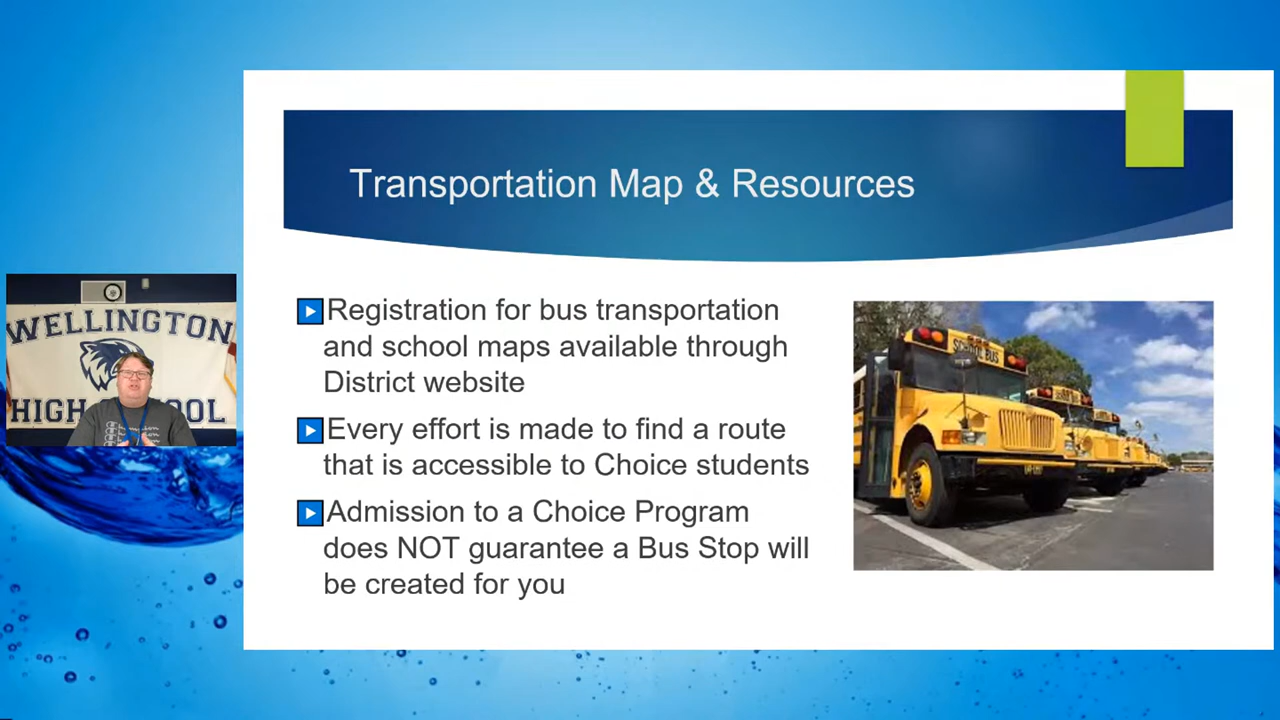 Transportation Map & Resources
WELLINGTON
HIGH SCHOOL
Registration for bus transportation
and school maps available through
District website
Every effort is made to find a route
that is accessible to Choice students
Admission to a Choice Program
does NOT guarantee a Bus Stop will
be created for you
SCHOOL BUS